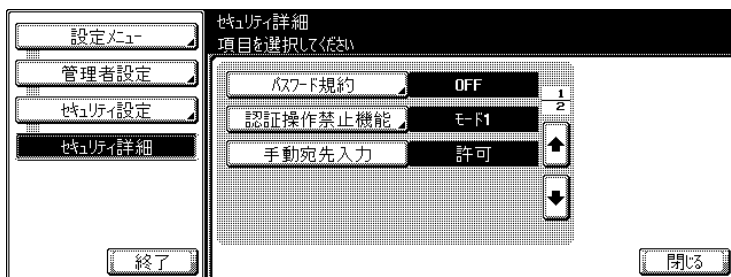 設定メニュー
管理者設定
セキュリティ設定
セキュリティ詳細
終了
セキュリティ詳細
項目を選択してください
パスワード規約 OFF
認証操作禁止機能 モード1
手動宛先入力 許可
1
2
閉じる